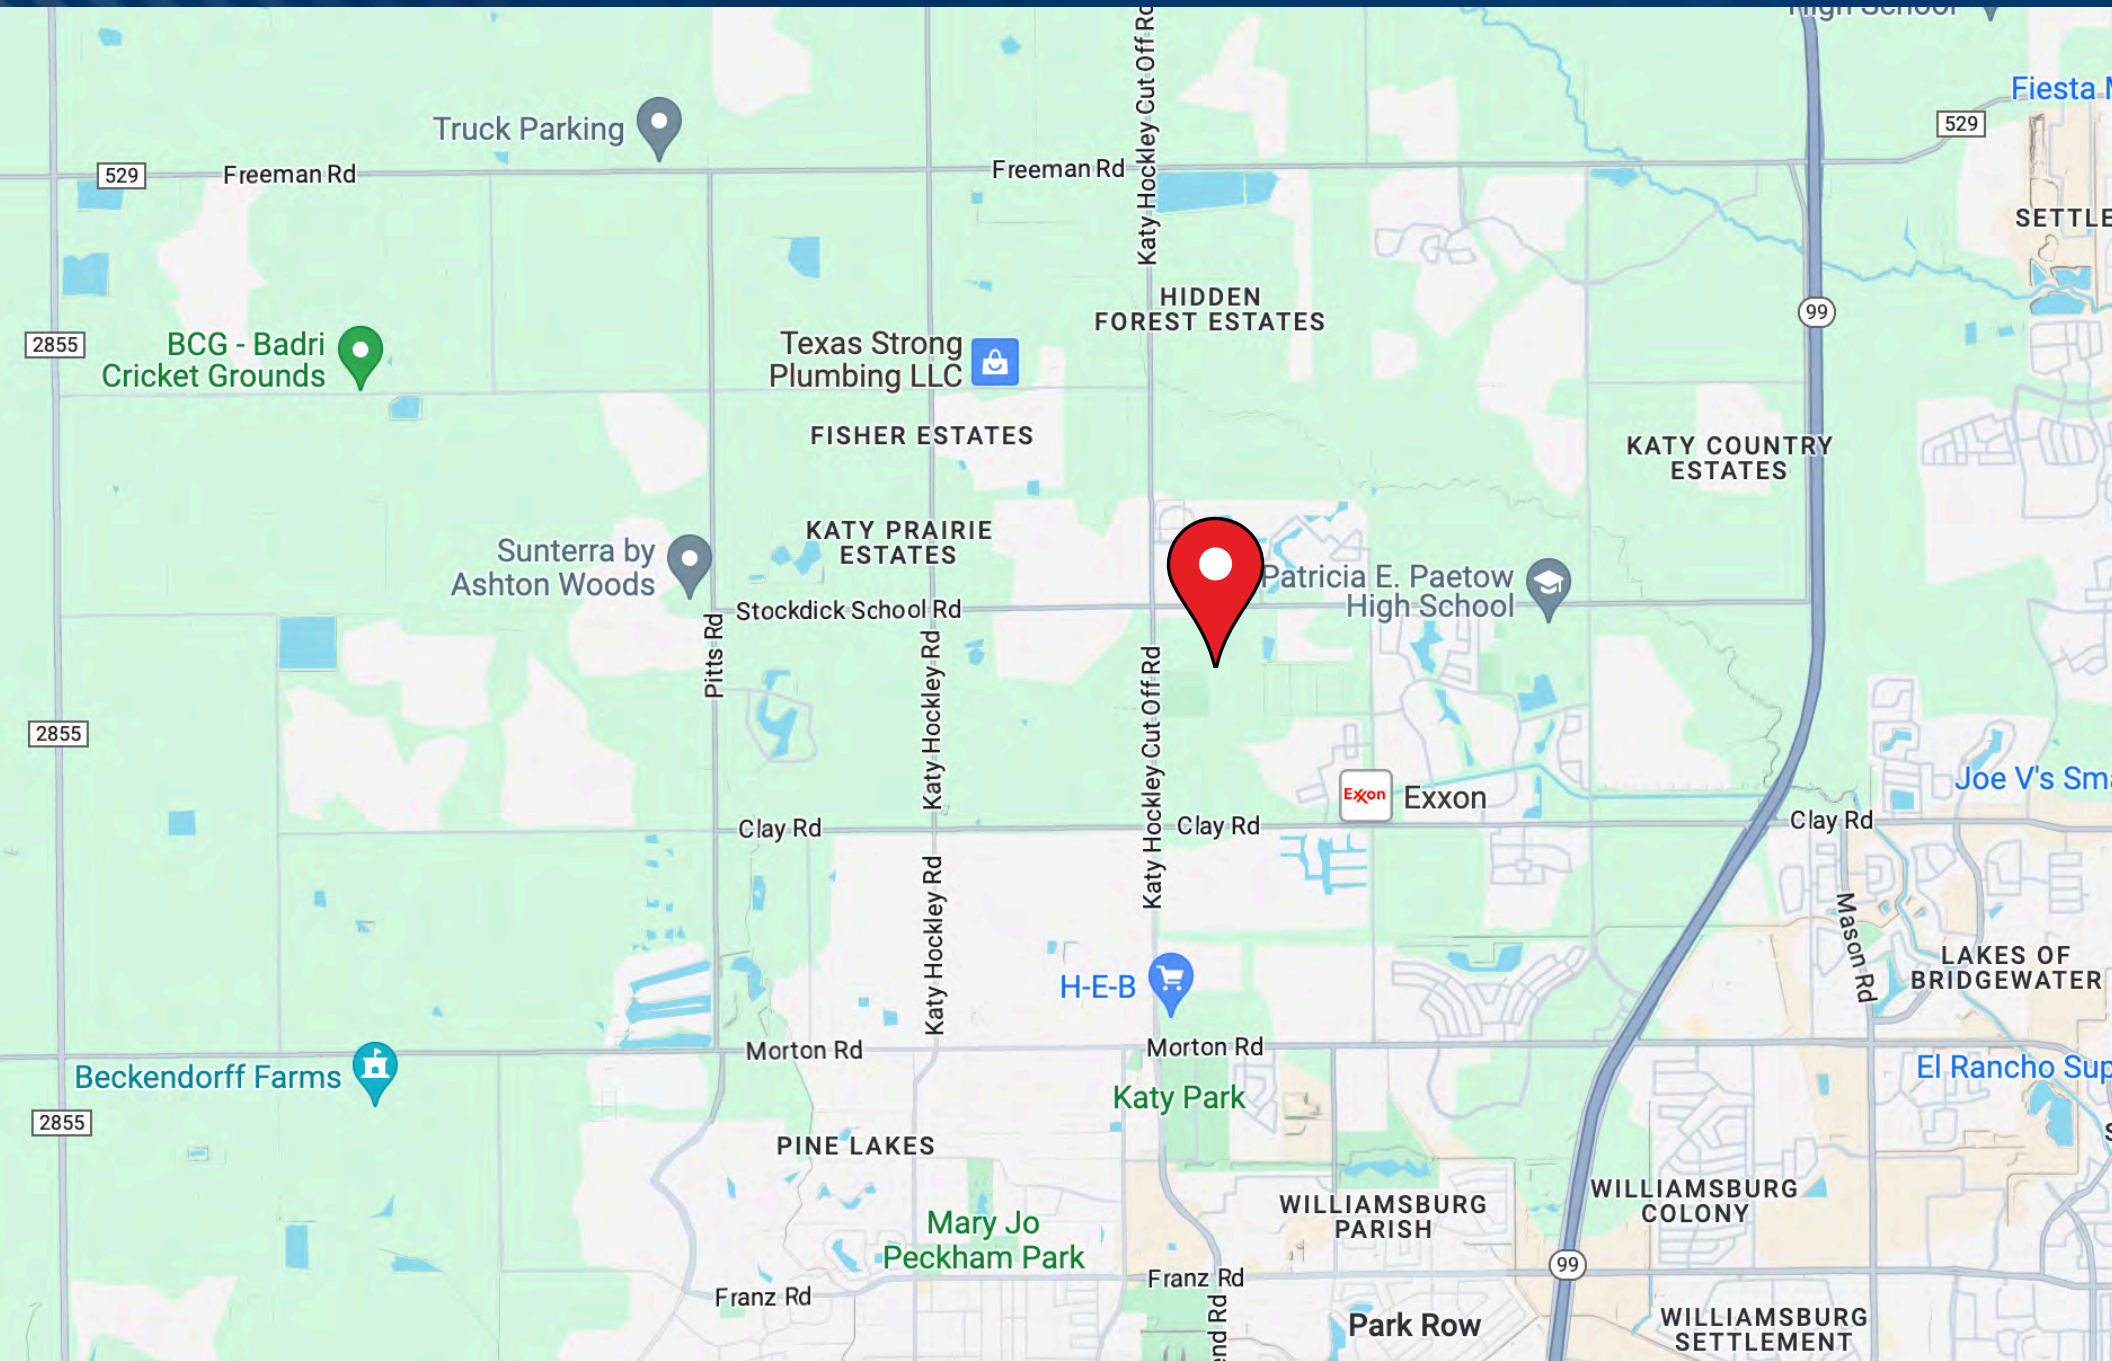 High School
Katy Hockley Cut Off Rd
Fiesta
Truck Parking
529
529
Freeman Rd
Freeman Rd
SETTLE
HIDDEN
FOREST ESTATES
99
2855
BCG - Badri
Cricket Grounds
Texas Strong
Plumbing LLC
FISHER ESTATES
KATY COUNTRY
ESTATES
KATY PRAIRIE
ESTATES
Sunterra by
Ashton Woods
Patricia E. Paetow
High School
Stockdick School Rd
Pitts Rd
Katy Hockley Rd
Katy Hockley Cut Off Rd
2855
Joe V's Sma
Exxon
Exxon
Clay Rd
Clay Rd
Clay Rd
Katy Hockley Rd
Mason Rd
LAKES OF
BRIDGEWATER
H-E-B
Morton Rd
Morton Rd
Beckendorff Farms
El Rancho Sup
Katy Park
2855
PINE LAKES
WILLIAMSBURG
PARISH
WILLIAMSBURG
COLONY
Mary Jo
Peckham Park
99
Franz Rd
Franz Rd
end Rd
Park Row
WILLIAMSBURG
SETTLEMENT